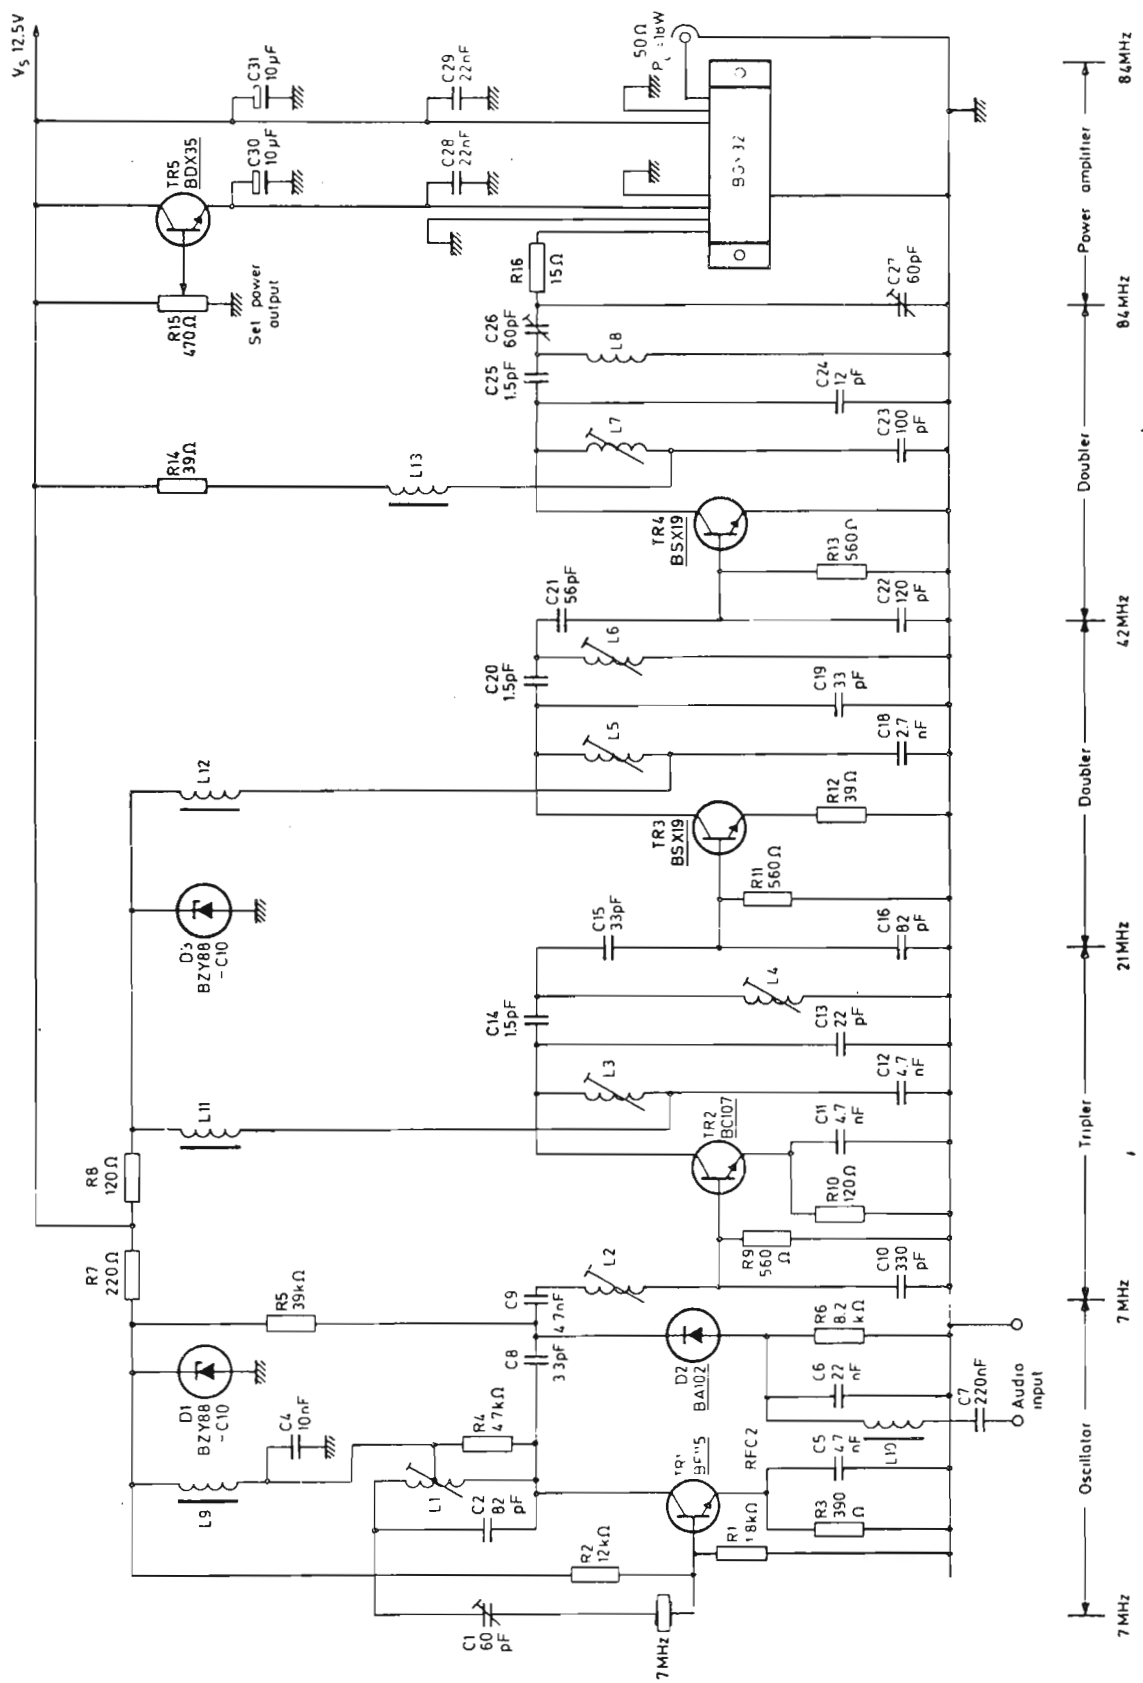 Vs 12.5V
C31
10µF
C29
22nF
50Ω
=18W
TR5
BDX35
C30
10µF
C28
22nF
R15
470Ω
Set power
output
R16
15Ω
C26
60pF
C27
60pF
C25
1.5pF
L8
C24
12
pF
L7
C23
100
pF
R14
39Ω
L13
TR4
BSX19
R13
560Ω
C21
56pF
C22
120
pF
L6
C20
1.5pF
C19
33
pF
L5
C18
2.7
nF
L12
TR3
BSX19
R12
39Ω
R11
560Ω
D3
BZY88
-C10
C15
33pF
C16
82
pF
L4
C14
1.5pF
C13
22
pF
L3
C12
4.7
nF
L11
TR2
BC107
C11
4.7
nF
R10
120Ω
R8
120Ω
R9
560
Ω
L2
C10
330
pF
R7
220Ω
R5
39kΩ
C9
4.7nF
C8
33pF
D2
BA102
R6
8.2
kΩ
D1
BZY88
-C10
C6
22
nF
C7
220nF
Audio
input
C4
10nF
R4
47kΩ
L10
L9
L1
C2
82
pF
RFC2
C5
4.7
nF
R3
390
Ω
R1
1.8kΩ
R2
12kΩ
C1
60
pF
7MHz
7MHz
Oscillator
7MHz
Tripler
21MHz
Doubler
42MHz
Doubler
84MHz
Power amplifier
84MHz